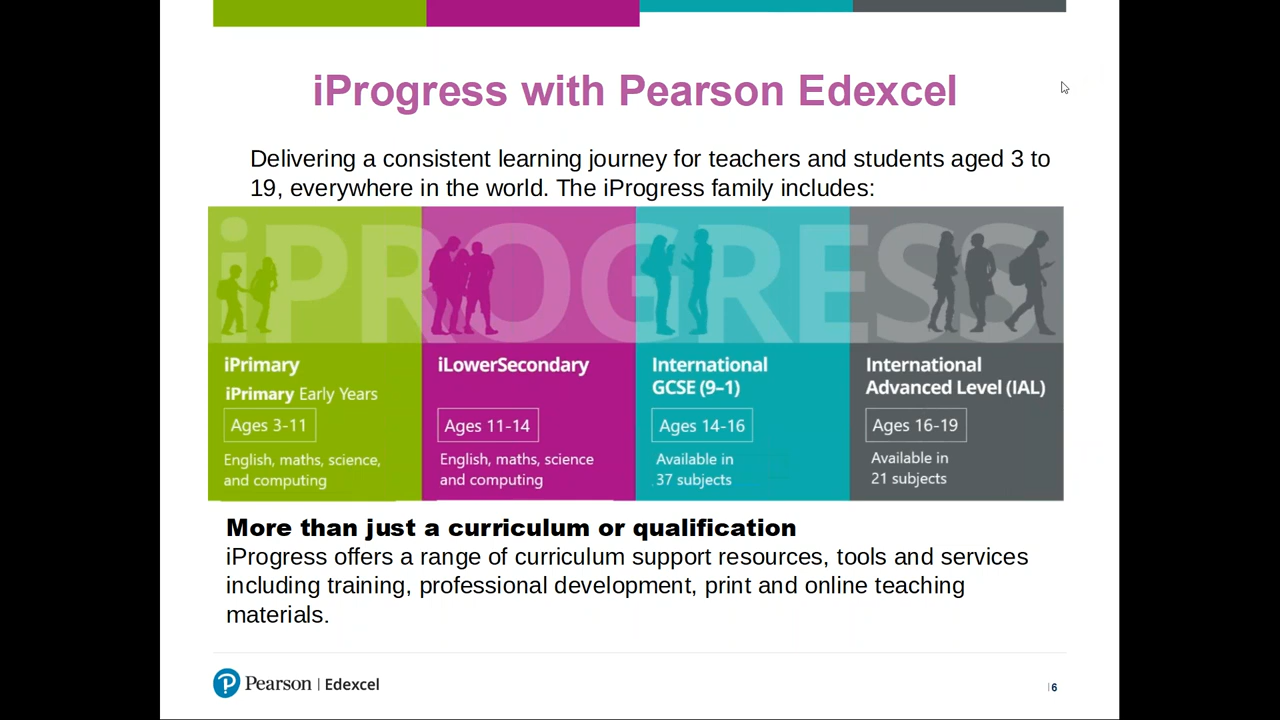 iProgress with Pearson Edexcel
Delivering a consistent learning journey for teachers and students aged 3 to
19, everywhere in the world. The iProgress family includes:
iPROGRESS
iPrimary
iPrimary Early Years
Ages 3-11
English, maths, science,
and computing
iLowerSecondary
Ages 11-14
English, maths, science
and computing
International
GCSE (9–1)
Ages 14-16
Available in
37 subjects
International
Advanced Level (IAL)
Ages 16-19
Available in
21 subjects
More than just a curriculum or qualification
iProgress offers a range of curriculum support resources, tools and services
including training, professional development, print and online teaching
materials.
P Pearson | Edexcel
| 6